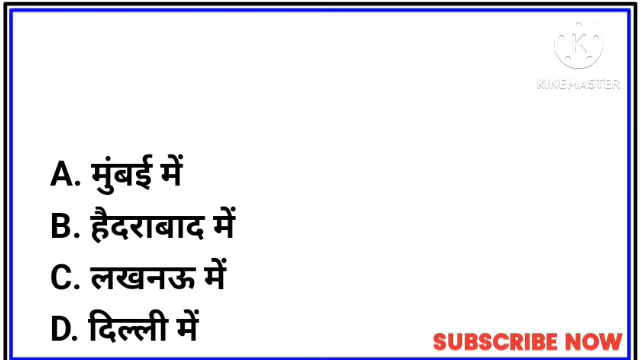 K
KINEMASTER
A. मुंबई में
B. हैदराबाद में
C. लखनऊ में
D. दिल्ली में
SUBSCRIBE NOW